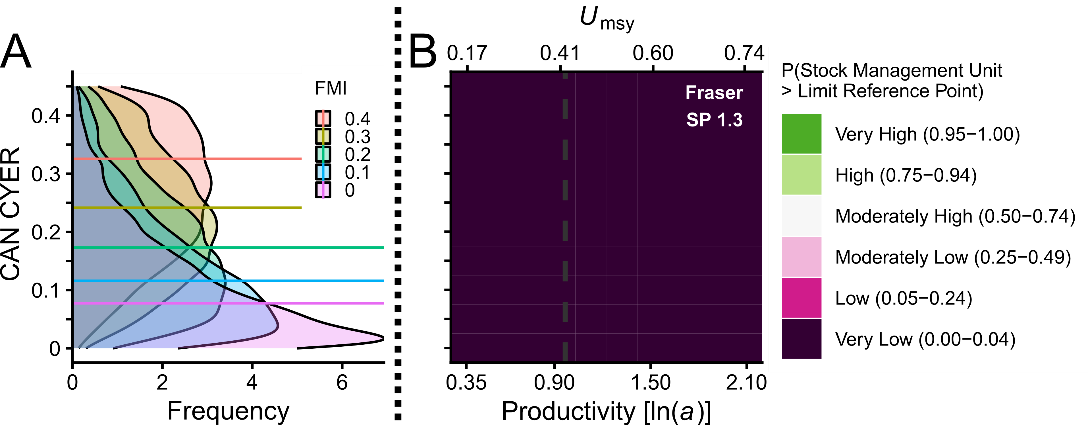 A
CAN CYER
0.4
0.3
0.2
0.1
0
0
2
4
6
Frequency
FMI
0.4
0.3
0.2
0.1
0
B
Umsy
0.17
0.41
0.60
0.74
Fraser
SP 1.3
0.35
0.90
1.50
2.10
Productivity [ln(a)]
P(Stock Management Unit
> Limit Reference Point)
Very High (0.95−1.00)
High (0.75−0.94)
Moderately High (0.50−0.74)
Moderately Low (0.25−0.49)
Low (0.05−0.24)
Very Low (0.00−0.04)